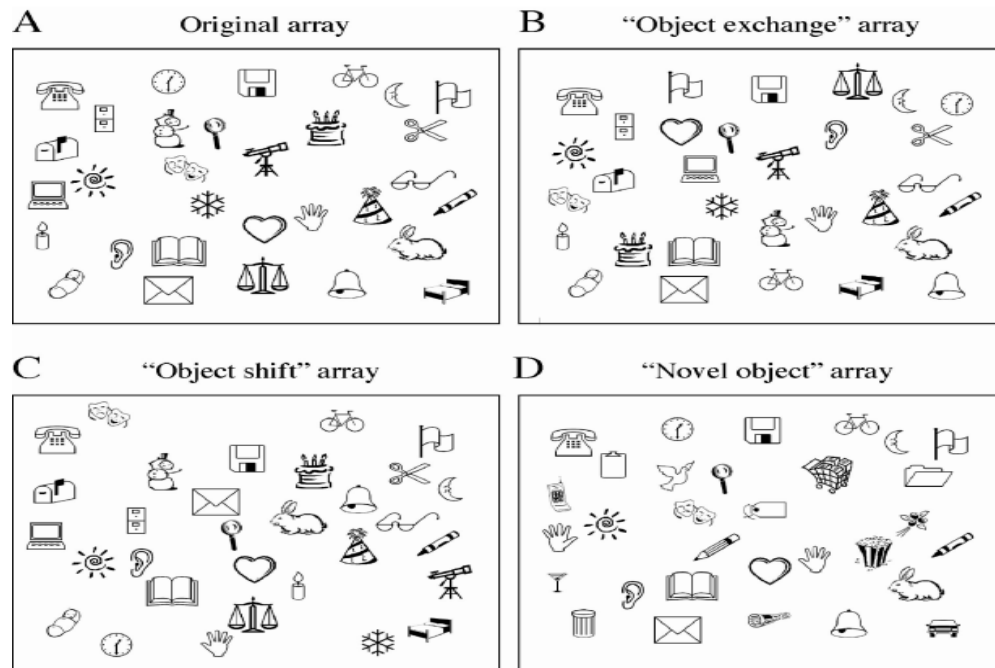 A Original array
B “Object exchange” array
C “Object shift” array
D “Novel object” array